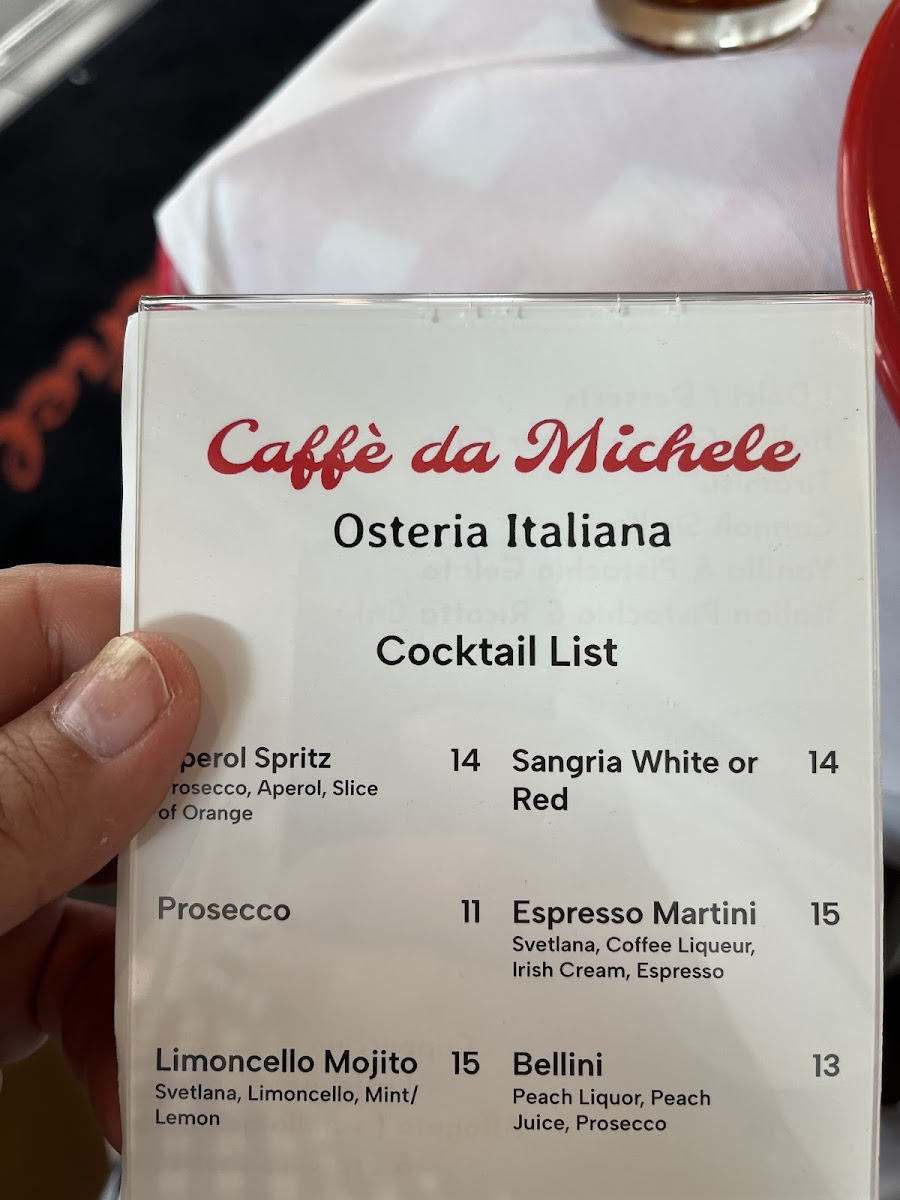 Caffè da Michele
Osteria Italiana
Cocktail List
perol Spritz 14
rosecco, Aperol, Slice
of Orange
Sangria White or 14
Red
Prosecco 11
Espresso Martini 15
Svetlana, Coffee Liqueur,
Irish Cream, Espresso
Limoncello Mojito 15
Svetlana, Limoncello, Mint/
Lemon
Bellini 13
Peach Liquor, Peach
Juice, Prosecco